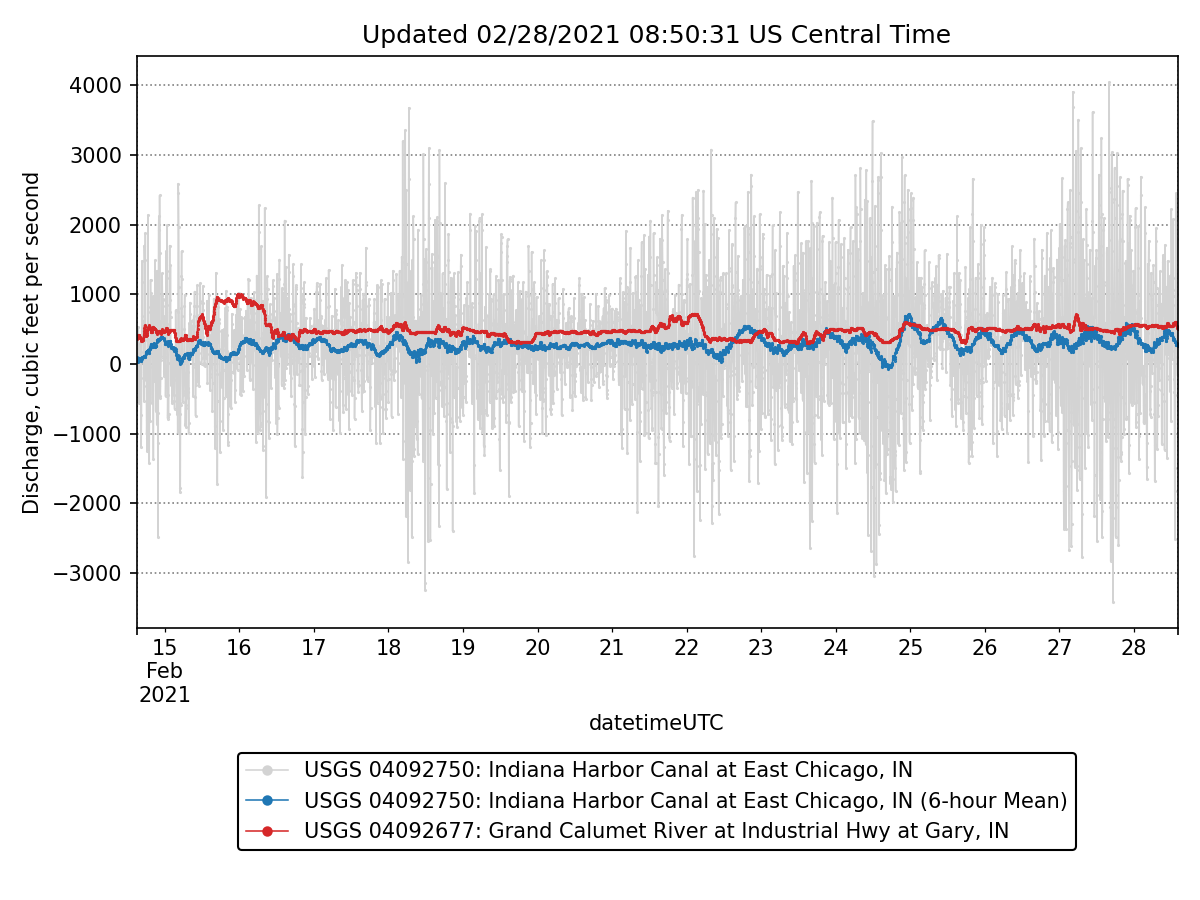 Updated 02/28/2021 08:50:31 US Central Time
Discharge, cubic feet per second
4000
3000
2000
1000
0
−1000
−2000
−3000
15 16 17 18 19 20 21 22 23 24 25 26 27 28
Feb
2021
datetimeUTC
USGS 04092750: Indiana Harbor Canal at East Chicago, IN
USGS 04092750: Indiana Harbor Canal at East Chicago, IN (6-hour Mean)
USGS 04092677: Grand Calumet River at Industrial Hwy at Gary, IN